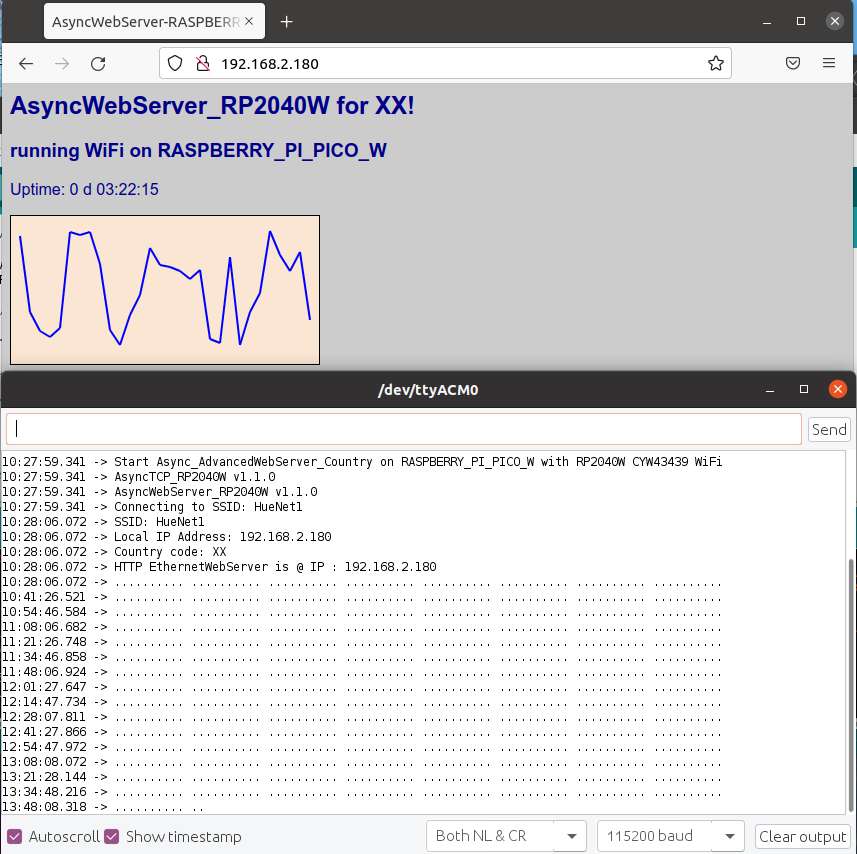 AsyncWebServer-RASPBERR
192.168.2.180
AsyncWebServer_RP2040W for XX!
running WiFi on RASPBERRY_PI_PICO_W
Uptime: 0 d 03:22:15
/dev/ttyACM0
Send
10:27:59.341 -> Start Async_AdvancedWebServer_Country on RASPBERRY_PI_PICO_W with RP2040W CYW43439 WiFi
10:27:59.341 -> AsyncTCP_RP2040W v1.1.0
10:27:59.341 -> AsyncWebServer_RP2040W v1.1.0
10:27:59.341 -> Connecting to SSID: HueNet1
10:28:06.072 -> SSID: HueNet1
10:28:06.072 -> Local IP Address: 192.168.2.180
10:28:06.072 -> Country code: XX
10:28:06.072 -> HTTP EthernetWebServer is @ IP : 192.168.2.180
10:28:06.072 -> .......... .......... .......... .......... .......... .......... .......... ..........
10:41:26.521 -> .......... .......... .......... .......... .......... .......... .......... ..........
10:54:46.584 -> .......... .......... .......... .......... .......... .......... .......... ..........
11:08:06.682 -> .......... .......... .......... .......... .......... .......... .......... ..........
11:21:26.748 -> .......... .......... .......... .......... .......... .......... .......... ..........
11:34:46.858 -> .......... .......... .......... .......... .......... .......... .......... ..........
11:48:06.924 -> .......... .......... .......... .......... .......... .......... .......... ..........
12:01:27.647 -> .......... .......... .......... .......... .......... .......... .......... ..........
12:14:47.734 -> .......... .......... .......... .......... .......... .......... .......... ..........
12:28:07.811 -> .......... .......... .......... .......... .......... .......... .......... ..........
12:41:27.866 -> .......... .......... .......... .......... .......... .......... .......... ..........
12:54:47.972 -> .......... .......... .......... .......... .......... .......... .......... ..........
13:08:08.072 -> .......... .......... .......... .......... .......... .......... .......... ..........
13:21:28.144 -> .......... .......... .......... .......... .......... .......... .......... ..........
13:34:48.216 -> .......... .......... .......... .......... .......... .......... .......... ..........
13:48:08.318 -> .......... ..
Autoscroll Show timestamp Both NL & CR 115200 baud Clear output